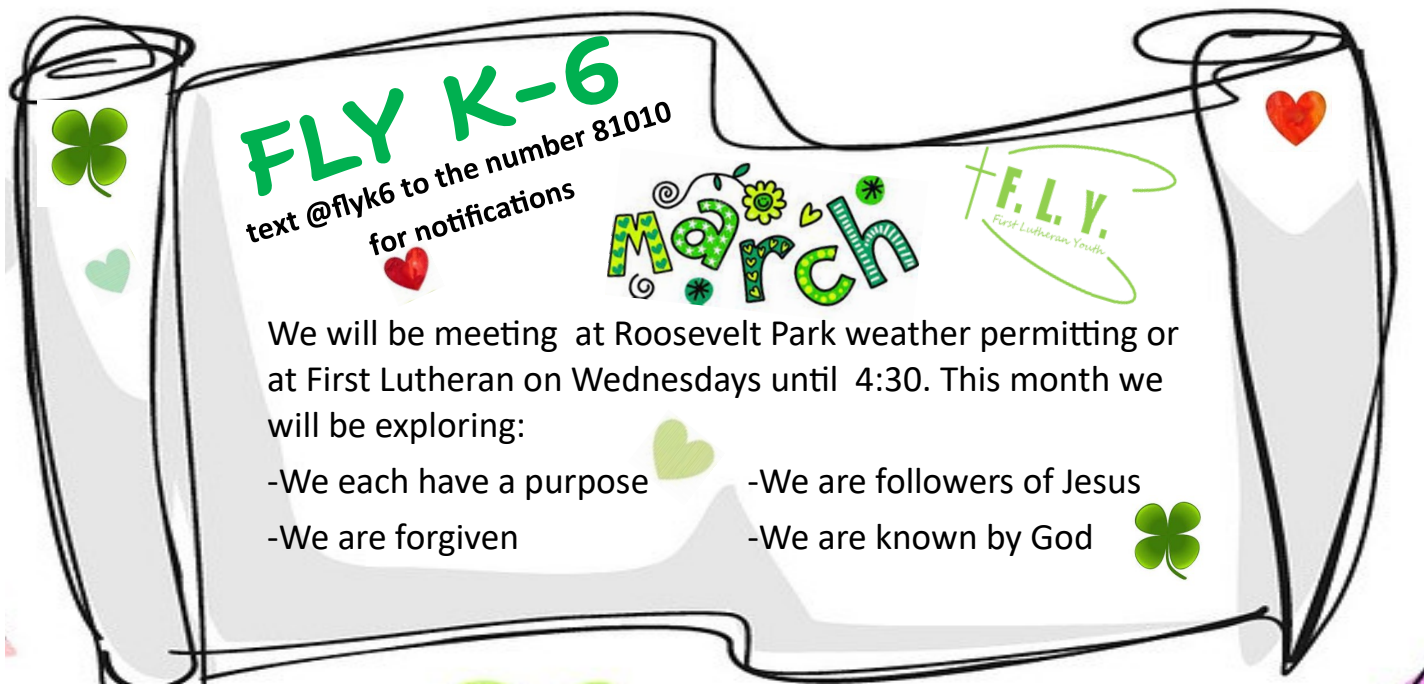 FLY K-6
text @flyk6 to the number 81010
for notifications
March
F. L. Y.
First Lutheran Youth
We will be meeting at Roosevelt Park weather permitting or
at First Lutheran on Wednesdays until 4:30. This month we
will be exploring:
-We each have a purpose -We are followers of Jesus
-We are forgiven -We are known by God